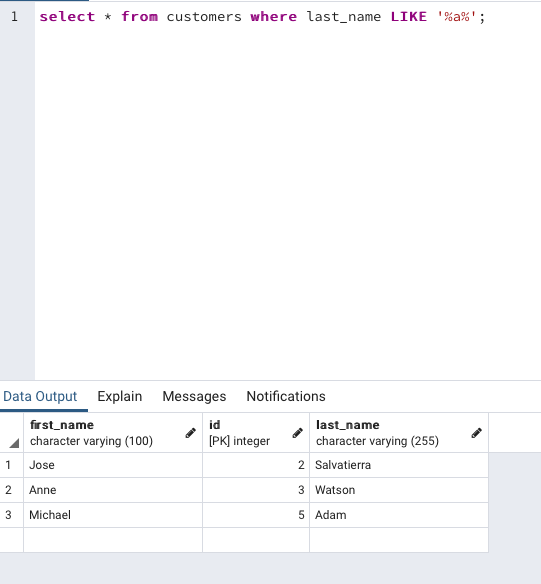 1 select * from customers where last_name LIKE '%a%';
Data Output Explain Messages Notifications
first_name id last_name
character varying (100) [PK] integer character varying (255)
1 Jose 2 Salvatierra
2 Anne 3 Watson
3 Michael 5 Adam